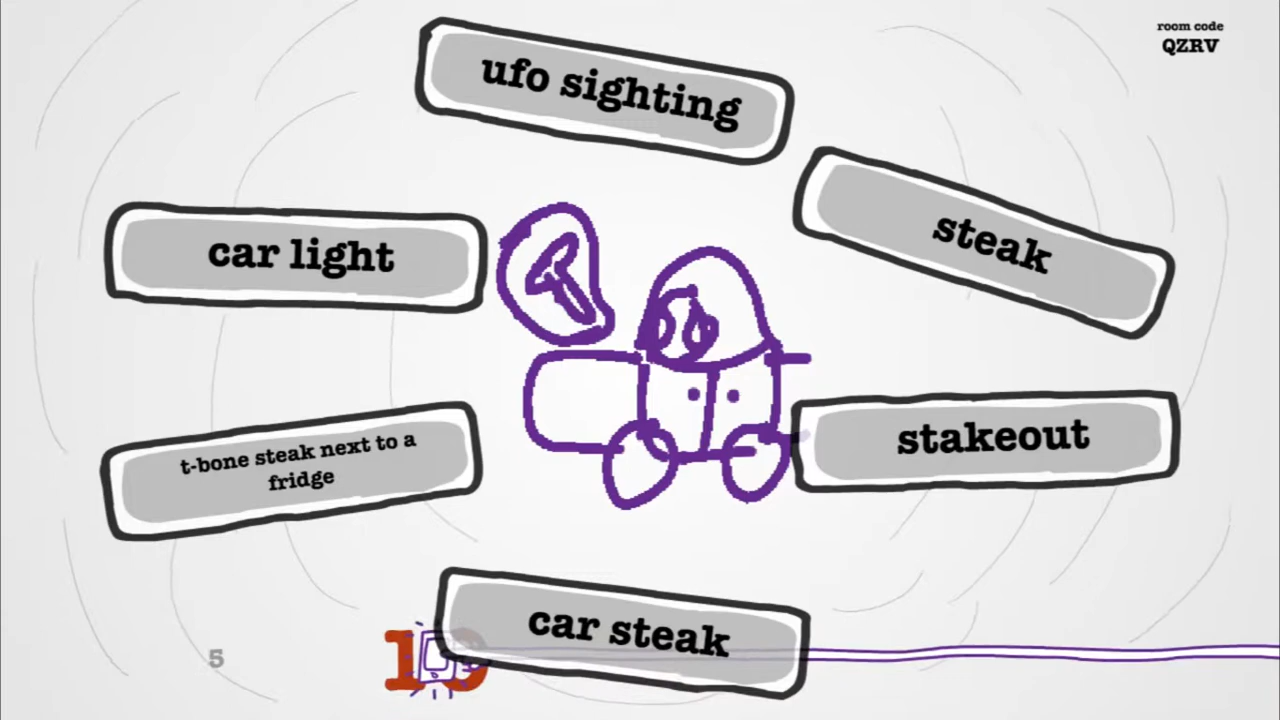 room code
QZRV
ufo sighting
steak
car light
stakeout
t-bone steak next to a
fridge
car steak
5